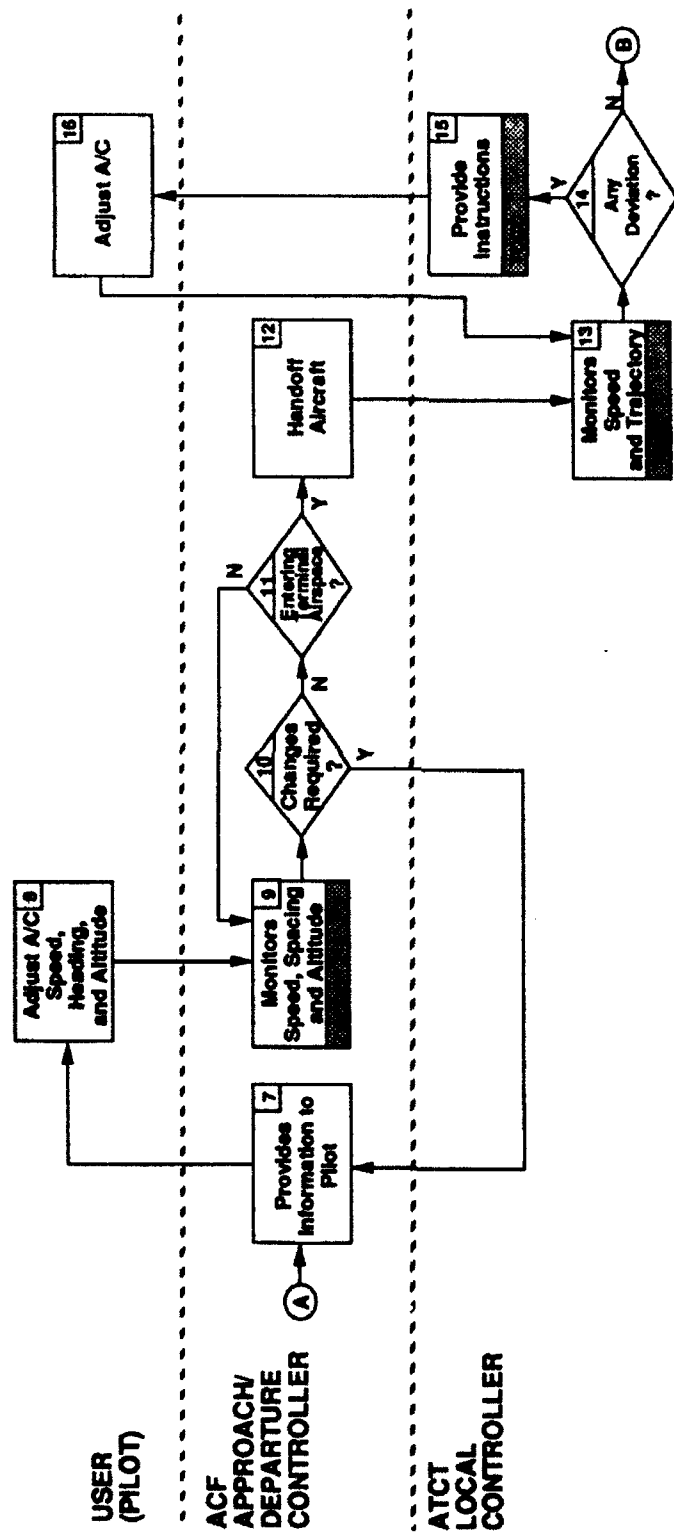 USER
(PILOT)
ACF
APPROACH/
DEPARTURE
CONTROLLER
ATCT
LOCAL
CONTROLLER
A
7
Provides
Information to
Pilot
8
Adjust A/C
Speed,
Heading,
and Altitude
9
Monitors
Speed, Spacing
and Altitude
10
Changes
Required
?
Y
N
11
Entering
Terminal
Airspace
?
N
Y
12
Handoff
Aircraft
13
Monitors
Speed
and Trajectory
14
Any
Deviation
?
Y
N
15
Provide
Instructions
16
Adjust A/C
B